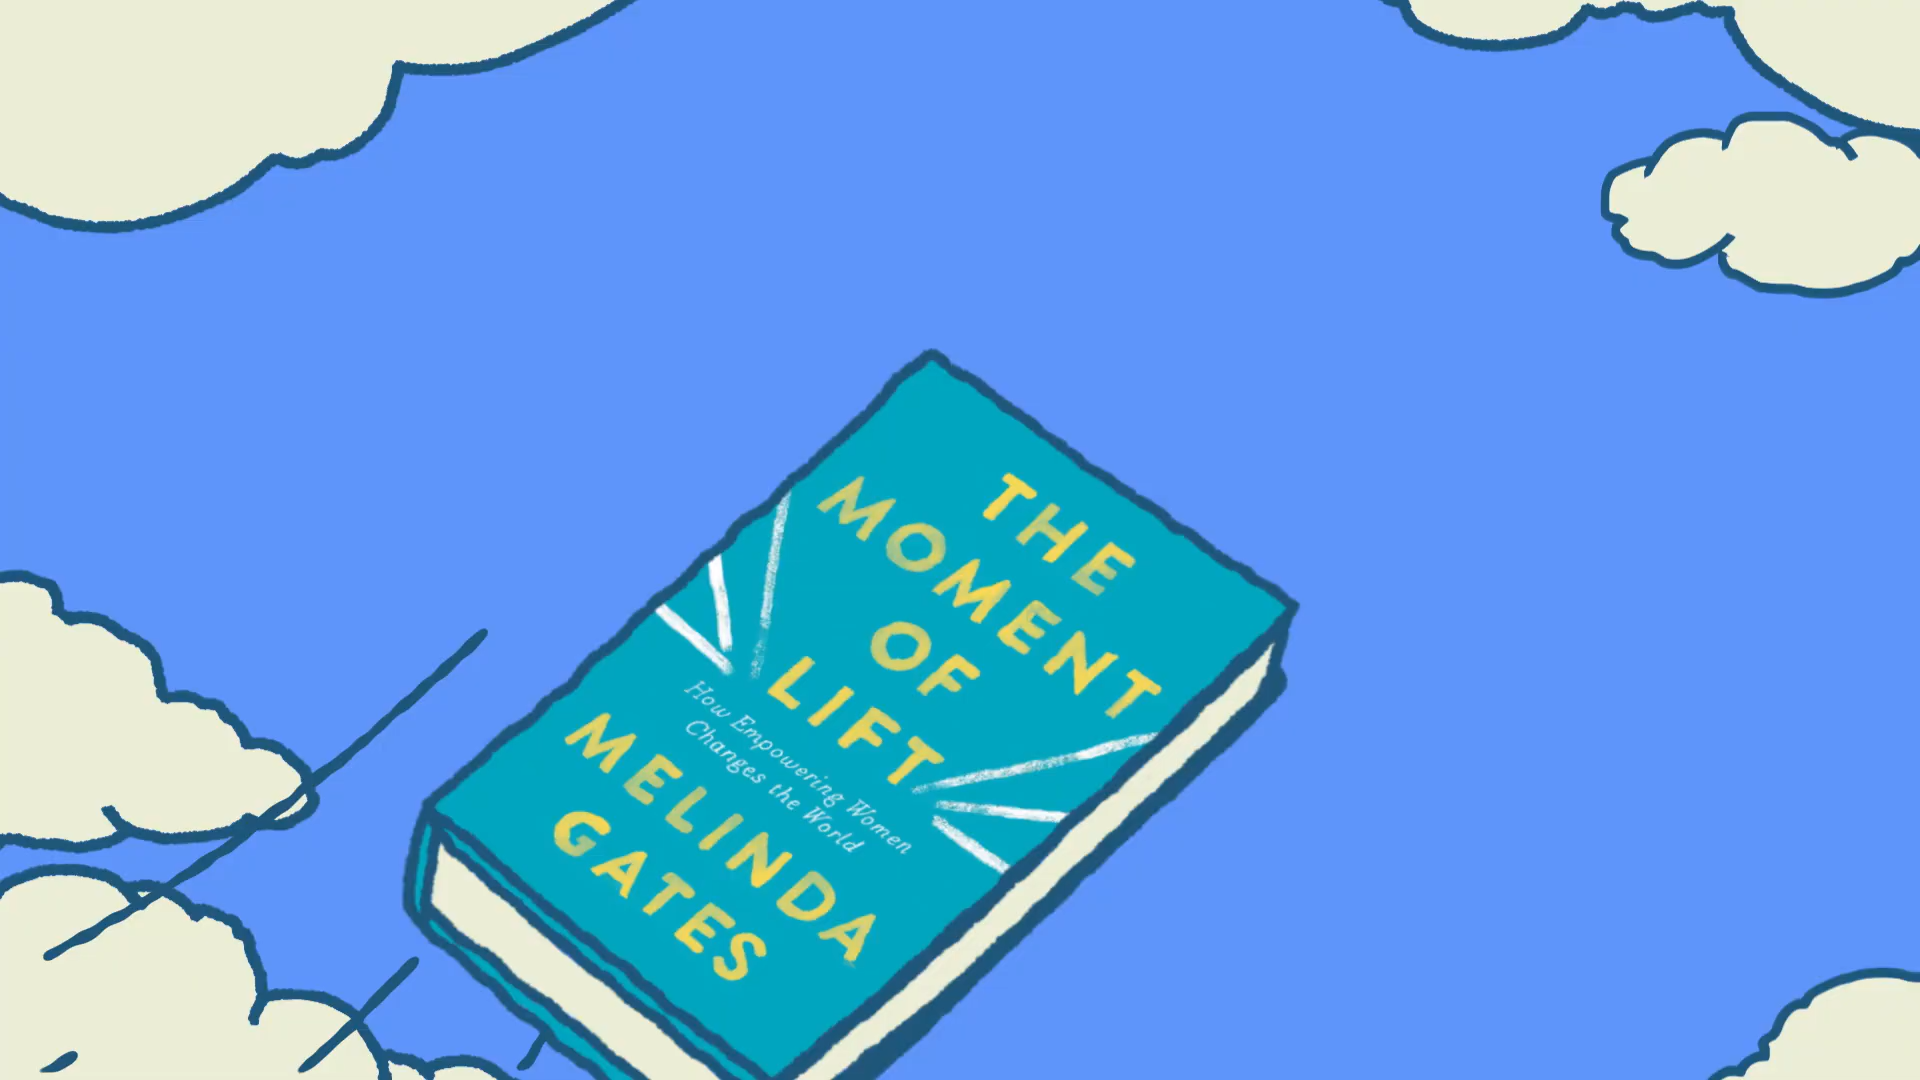 THE
MOMENT
OF
LIFT
How Empowering Women
Changes the World
MELINDA
GATES